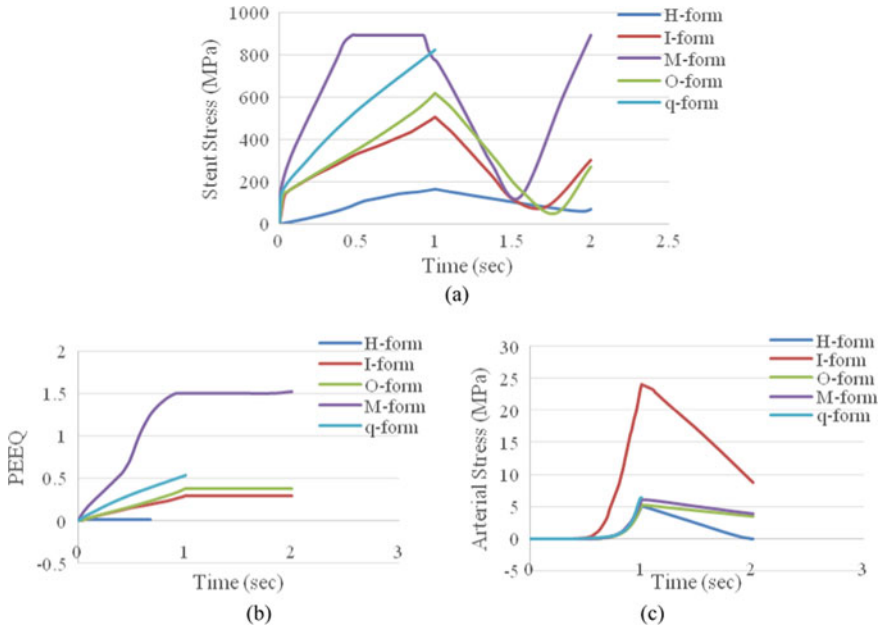 1000
800
600
400
200
0
Stent Stress (MPa)
0 0.5 1 1.5 2 2.5
Time (sec)
H-form
I-form
M-form
O-form
q-form
(a)
2
1.5
1
0.5
0
-0.5
PEEQ
0 1 2 3
Time (sec)
H-form
I-form
O-form
M-form
q-form
(b)
30
25
20
15
10
5
0
-5
Arterial Stress (MPa)
0 1 2 3
Time (sec)
H-form
I-form
O-form
M-form
q-form
(c)